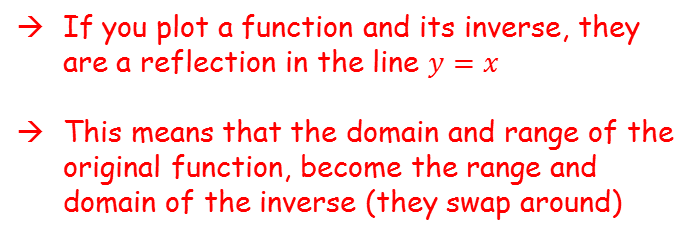 → If you plot a function and its inverse, they
are a reflection in the line y = x
→ This means that the domain and range of the
original function, become the range and
domain of the inverse (they swap around)